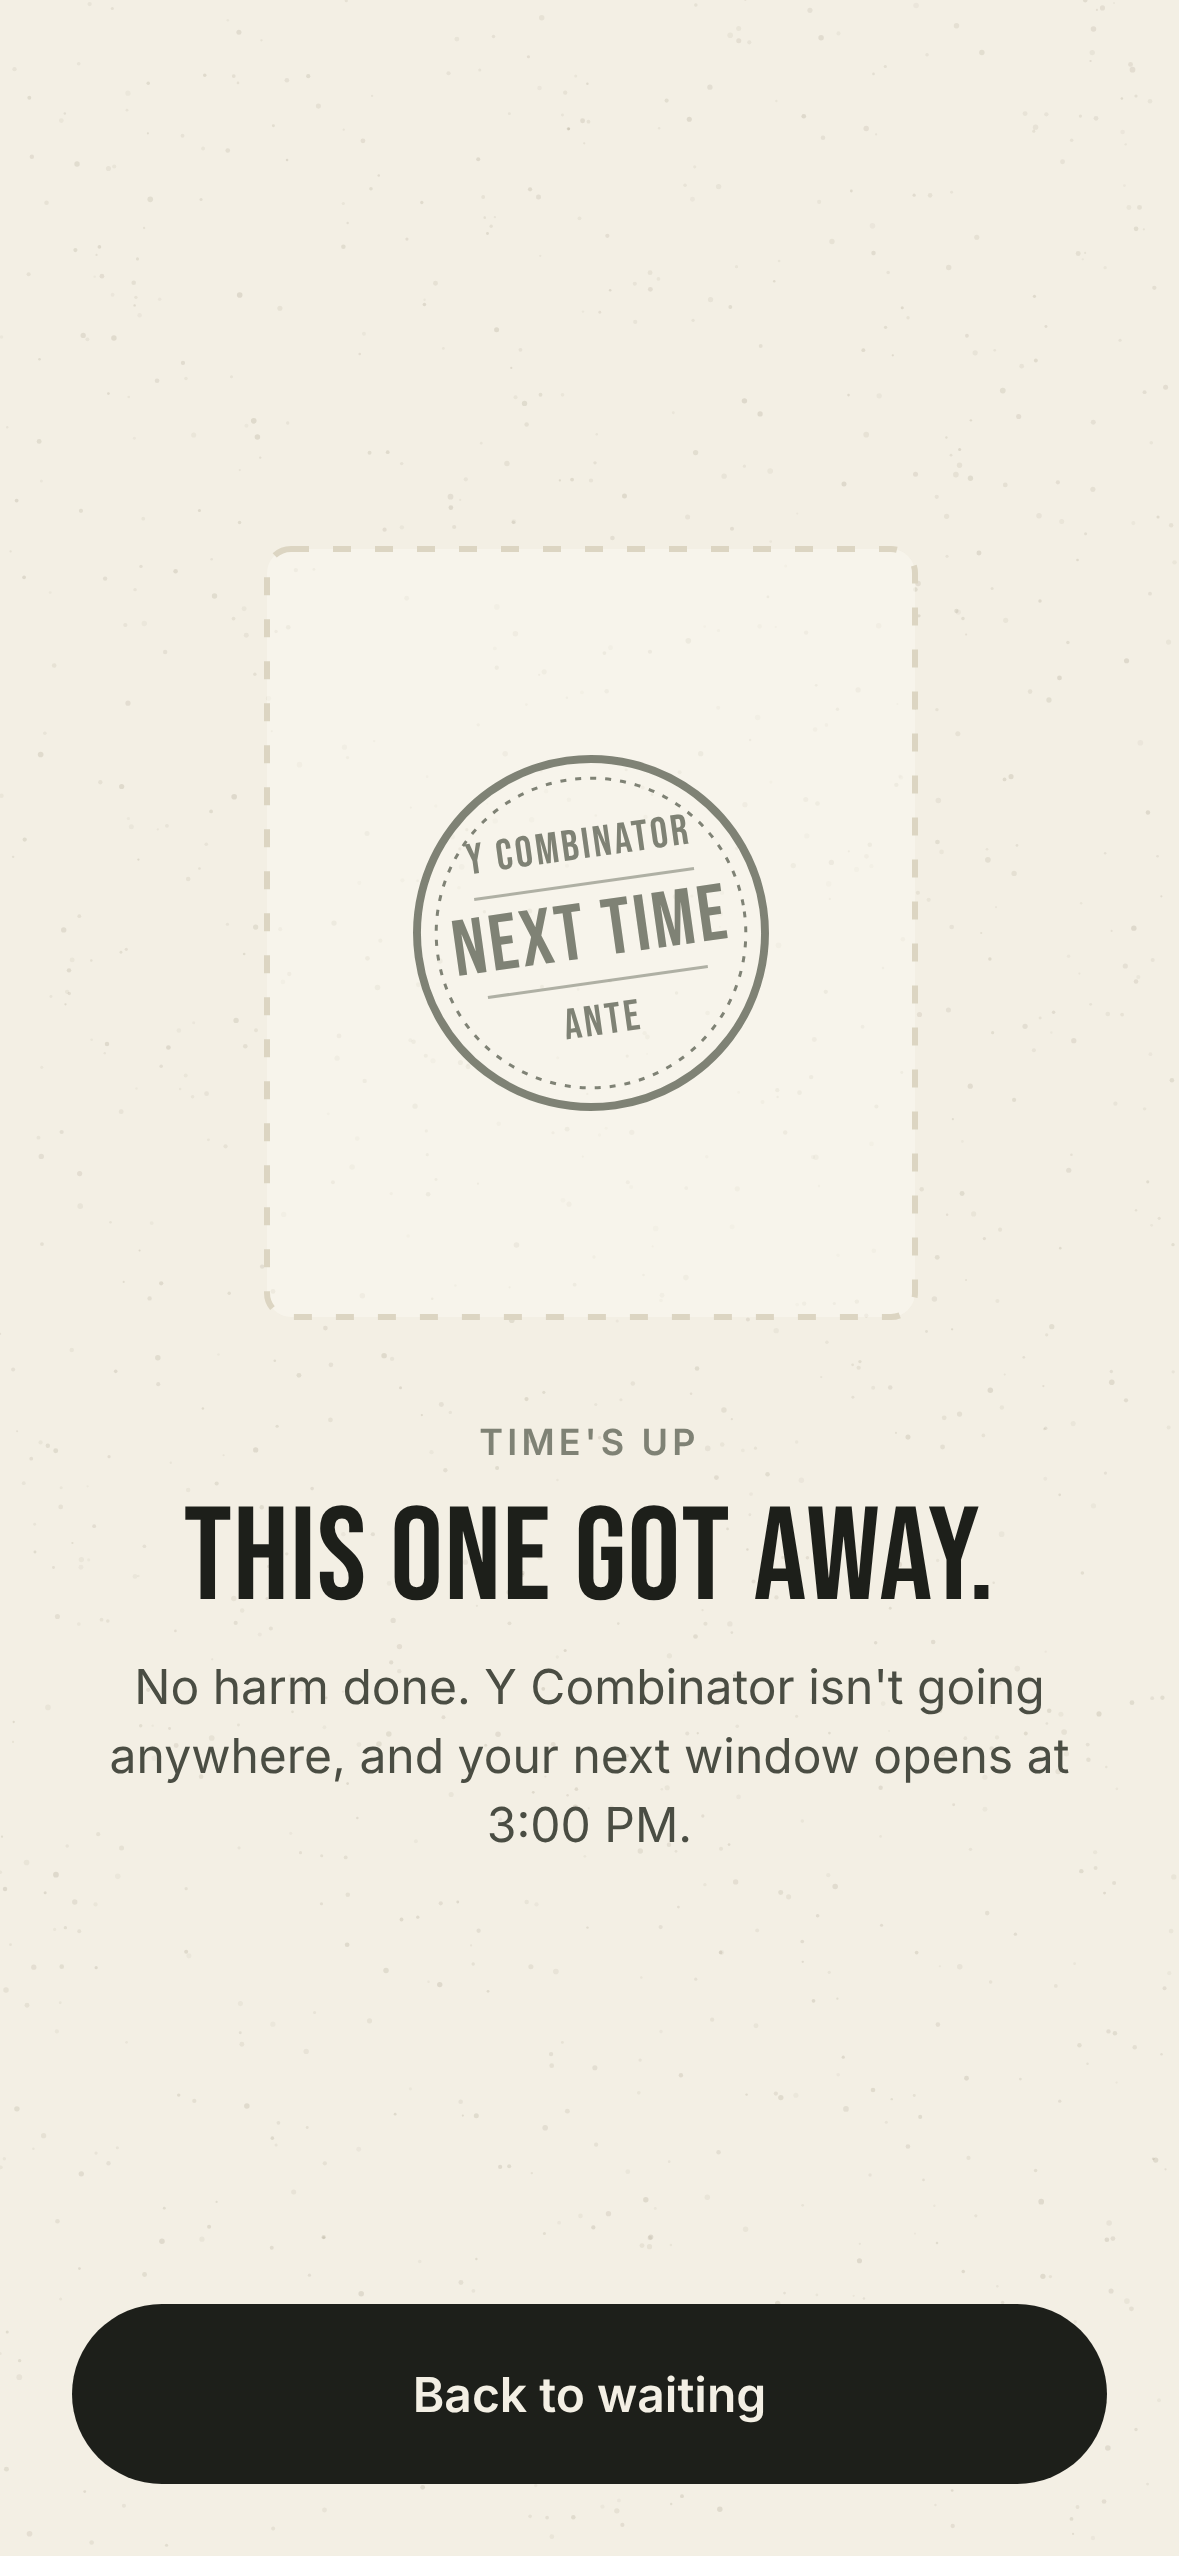 Y COMBINATOR
NEXT TIME
ANTE
TIME'S UP
THIS ONE GOT AWAY.
No harm done. Y Combinator isn't going
anywhere, and your next window opens at
3:00 PM.
Back to waiting